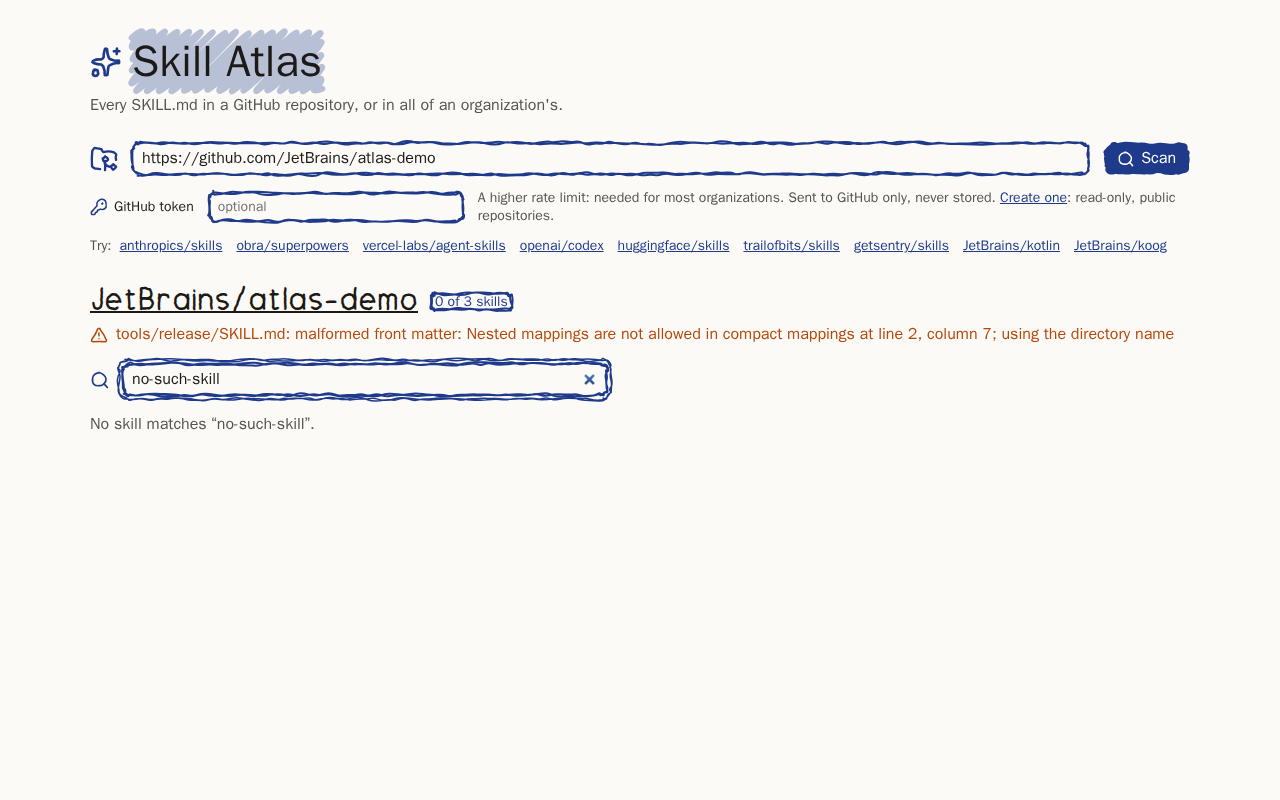 Skill Atlas
Every SKILL.md in a GitHub repository, or in all of an organization's.
https://github.com/JetBrains/atlas-demo
Scan
GitHub token
optional
A higher rate limit: needed for most organizations. Sent to GitHub only, never stored. Create one: read-only, public
repositories.
Try: anthropics/skills obra/superpowers vercel-labs/agent-skills openai/codex huggingface/skills trailofbits/skills getsentry/skills JetBrains/kotlin JetBrains/koog
JetBrains/atlas-demo 0 of 3 skills
tools/release/SKILL.md: malformed front matter: Nested mappings are not allowed in compact mappings at line 2, column 7; using the directory name
no-such-skill
No skill matches “no-such-skill”.